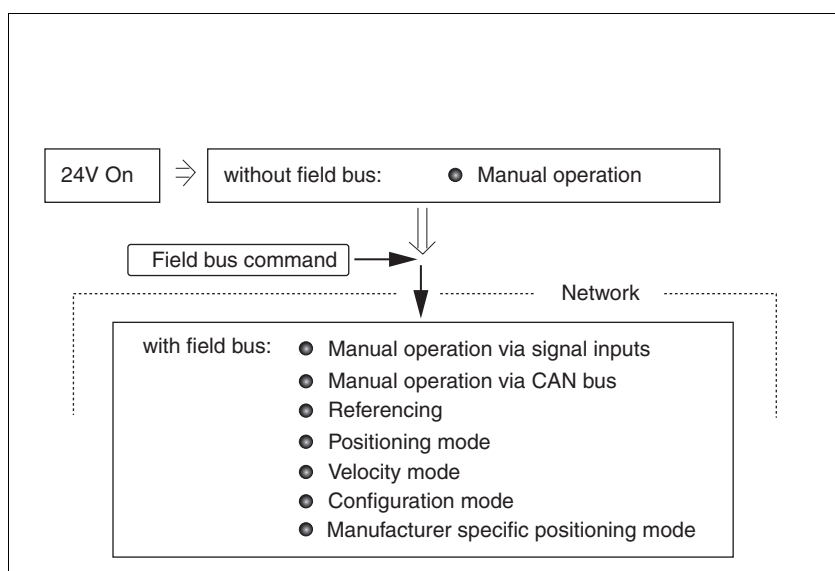 24V On
without field bus: Manual operation
Field bus command
Network
with field bus: Manual operation via signal inputs
Manual operation via CAN bus
Referencing
Positioning mode
Velocity mode
Configuration mode
Manufacturer specific positioning mode